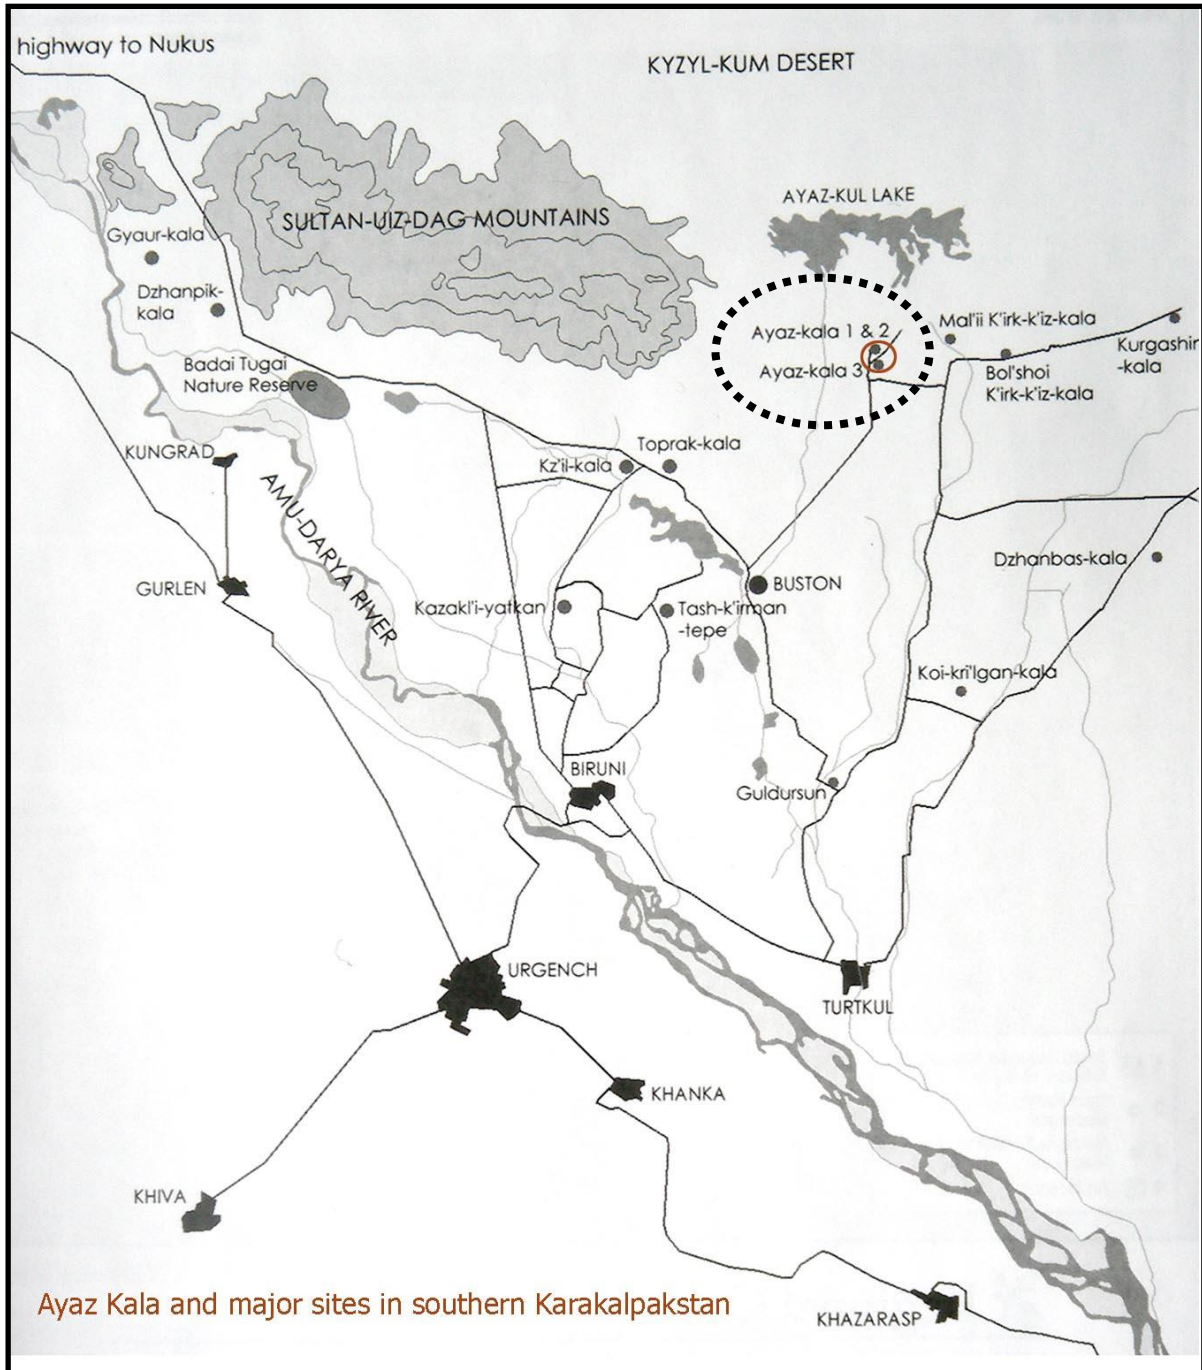 highway to Nukus
KYZYL-KUM DESERT
AYAZ-KUL LAKE
SULTAN-UIZ-DAG MOUNTAINS
Gyaur-kala
Dzhanpik-
kala
Mal'ii K'irk-k'iz-kala
Ayaz-kala 1 & 2
Kurgashin
-kala
Badai Tugai
Nature Reserve
Ayaz-kala 3
Bol'shoi
K'irk-k'iz-kala
KUNGRAD
Toprak-kala
Kz'il-kala
AMU-DARYA RIVER
Dzhanbas-kala
GURLEN
BUSTON
Kazakl'i-yatkan
Tash-k'irman
-tepe
Koi-kri'lgan-kala
BIRUNI
Guldursun
URGENCH
TURTKUL
KHANKA
KHIVA
Ayaz Kala and major sites in southern Karakalpakstan
KHAZARASP